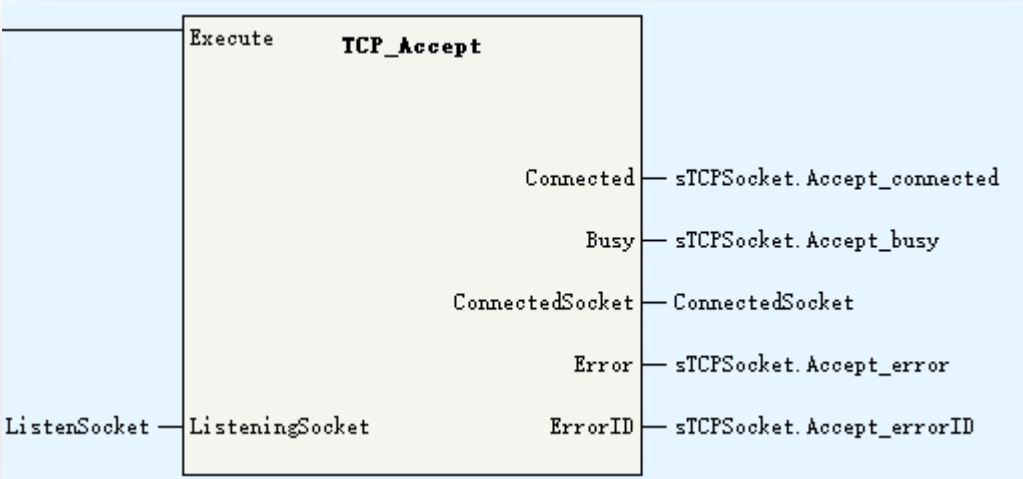 Execute TCP_Accept
Connected sTCPSocket.Accept_connected
Busy sTCPSocket.Accept_busy
ConnectedSocket ConnectedSocket
Error sTCPSocket.Accept_error
ListenSocket ListeningSocket ErrorID sTCPSocket.Accept_errorID